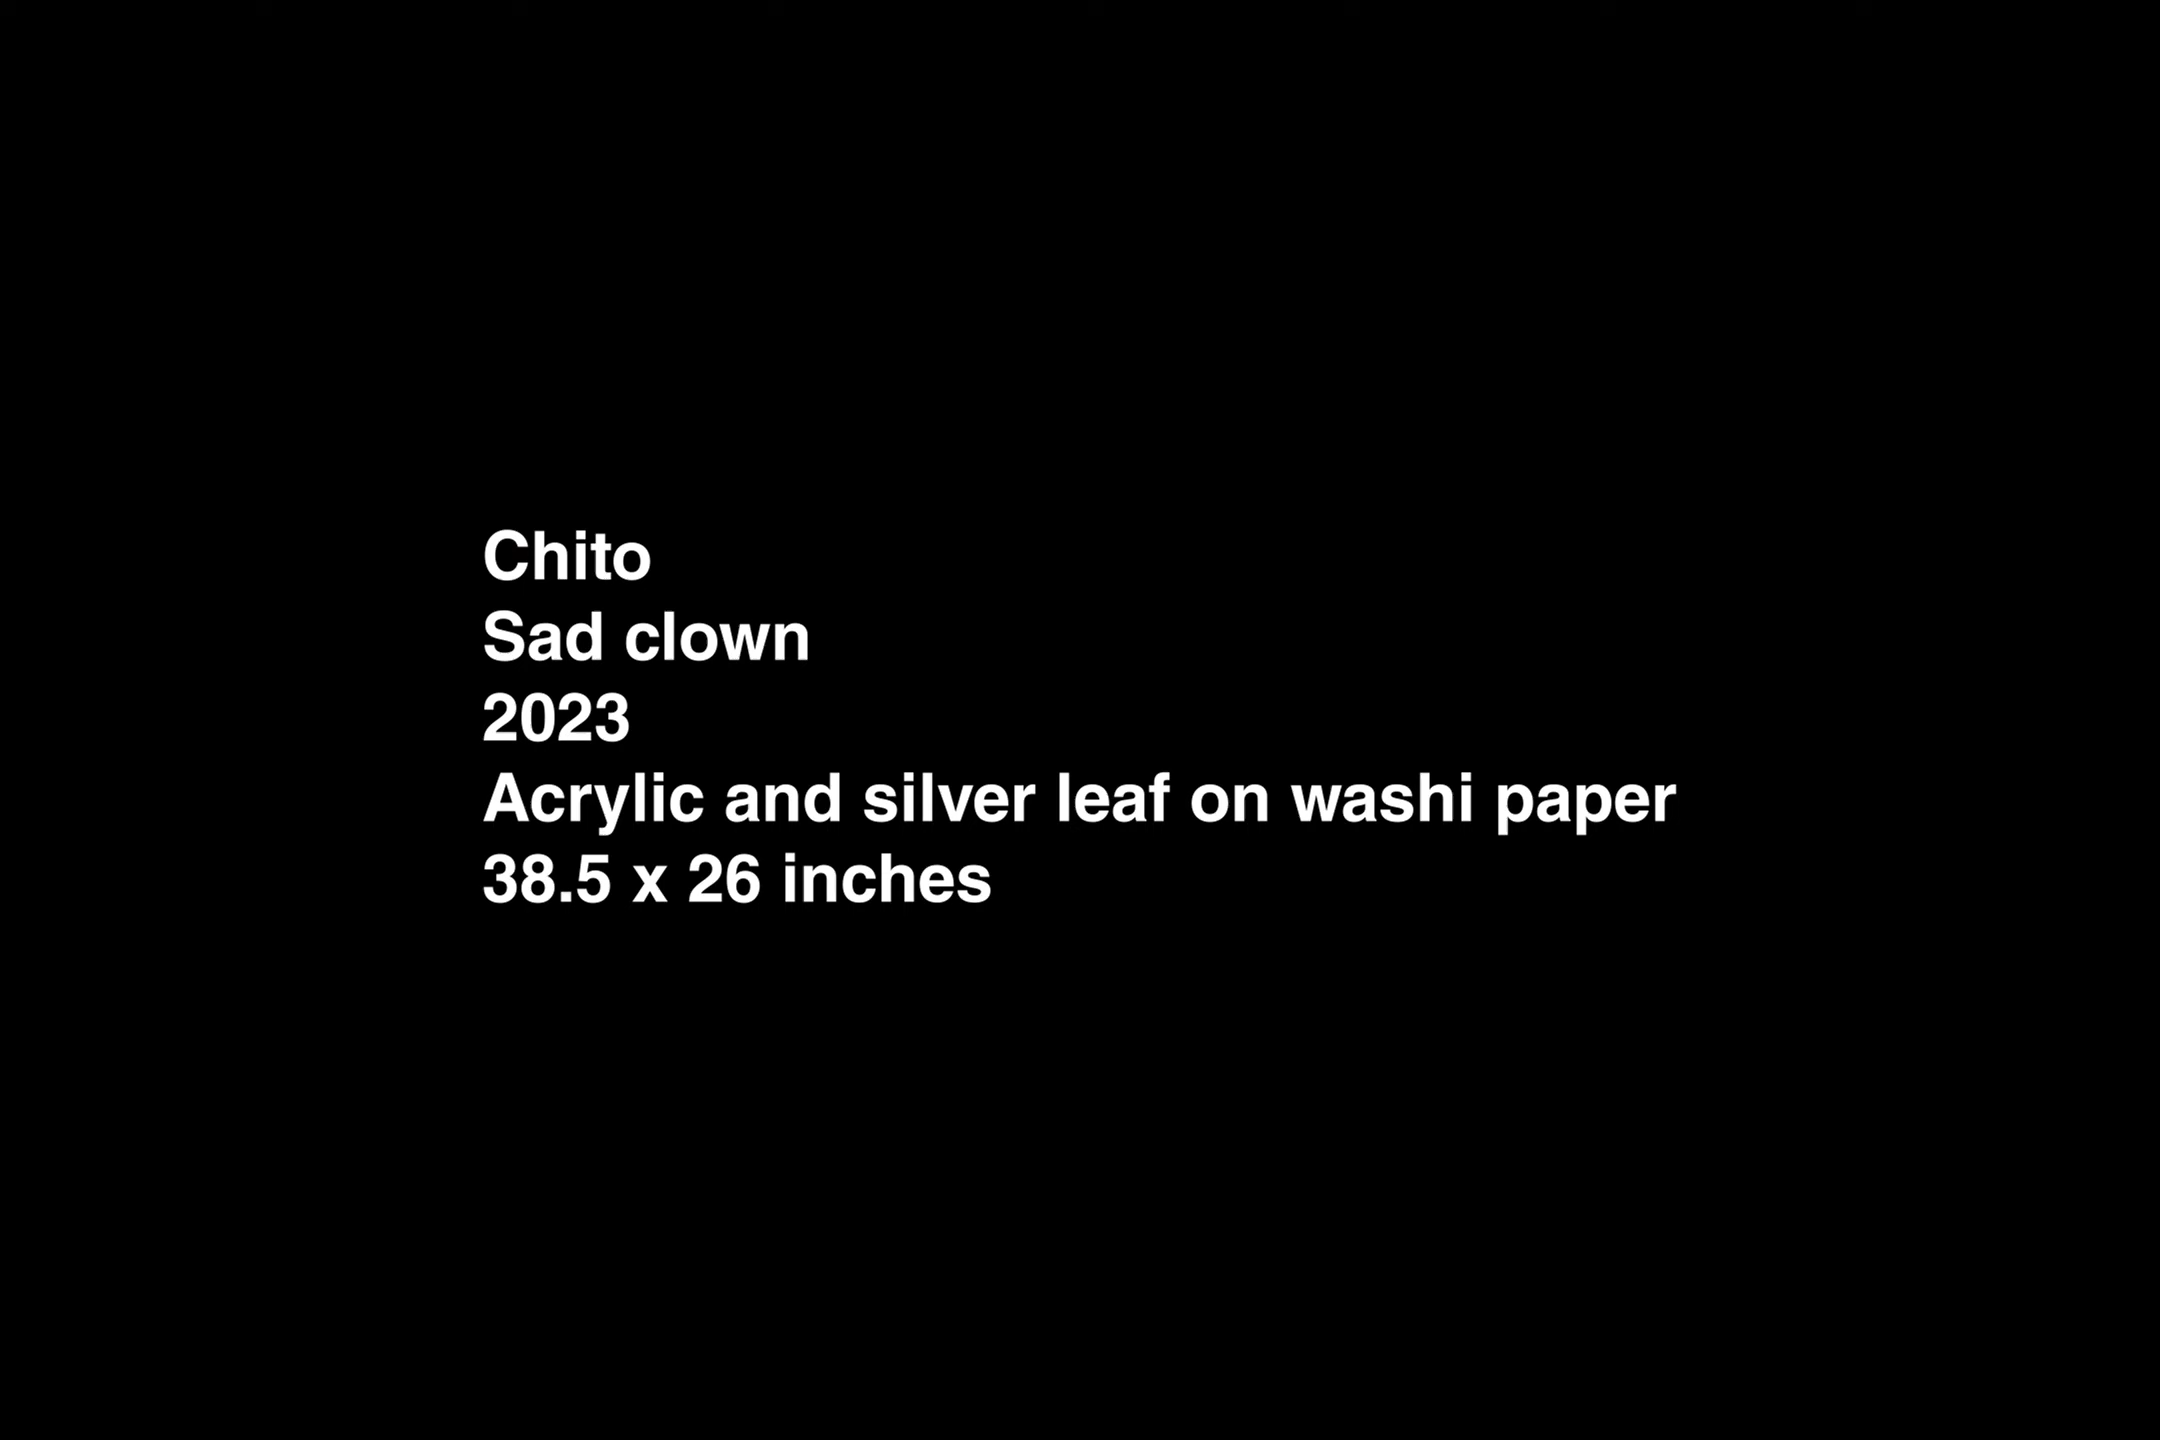 Chito
Sad clown
2023
Acrylic and silver leaf on washi paper
38.5 x 26 inches